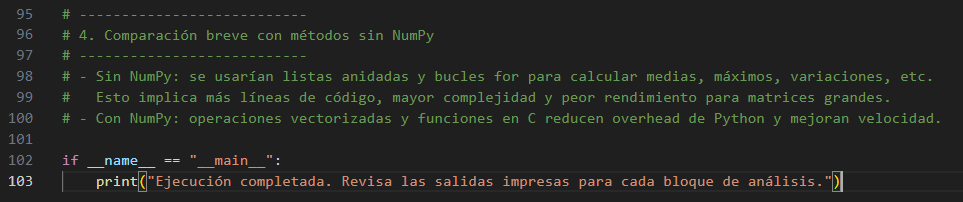 95 # ----------------------------
96 # 4. Comparación breve con métodos sin NumPy
97 # ----------------------------
98 # - Sin NumPy: se usarían listas anidadas y bucles for para calcular medias, máximos, variaciones, etc.
99 #   Esto implica más líneas de código, mayor complejidad y peor rendimiento para matrices grandes.
100 # - Con NumPy: operaciones vectorizadas y funciones en C reducen overhead de Python y mejoran velocidad.
101
102 if __name__ == "__main__":
103     print("Ejecución completada. Revisa las salidas impresas para cada bloque de análisis.")